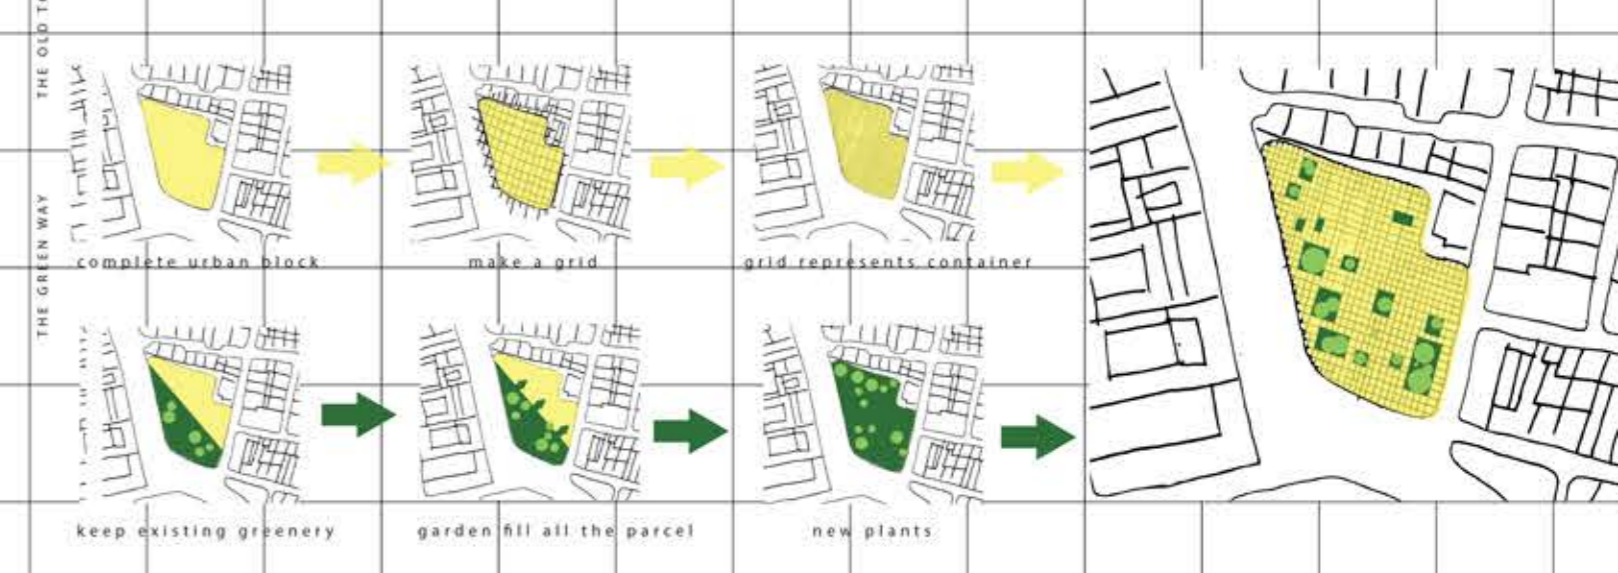 THE OLD TO
complete urban block
make a grid
grid represents container
THE GREEN WAY
keep existing greenery
garden fill all the parcel
new plants